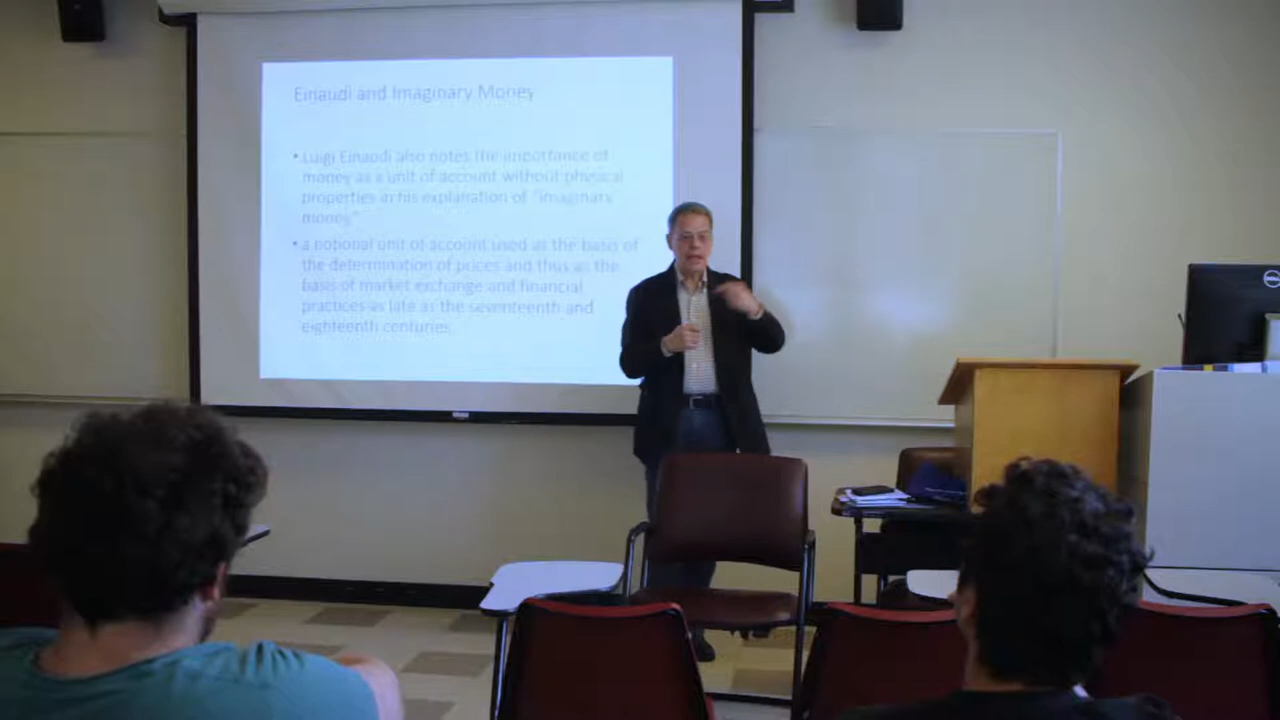 Einaudi and Imaginary Money
• Luigi Einaudi also notes the importance of
money as a unit of account without physical
properties in his explanation of "imaginary
money"
• a notional unit of account used as the basis of
the determination of prices and thus as the
basis of market exchange and financial
practices as late as the seventeenth and
eighteenth centuries.
DELL